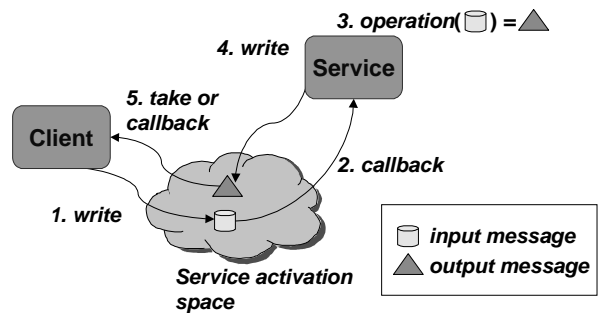 3. operation( ) =
4. write
Service
5. take or
callback
Client
2. callback
1. write
input message
output message
Service activation
space